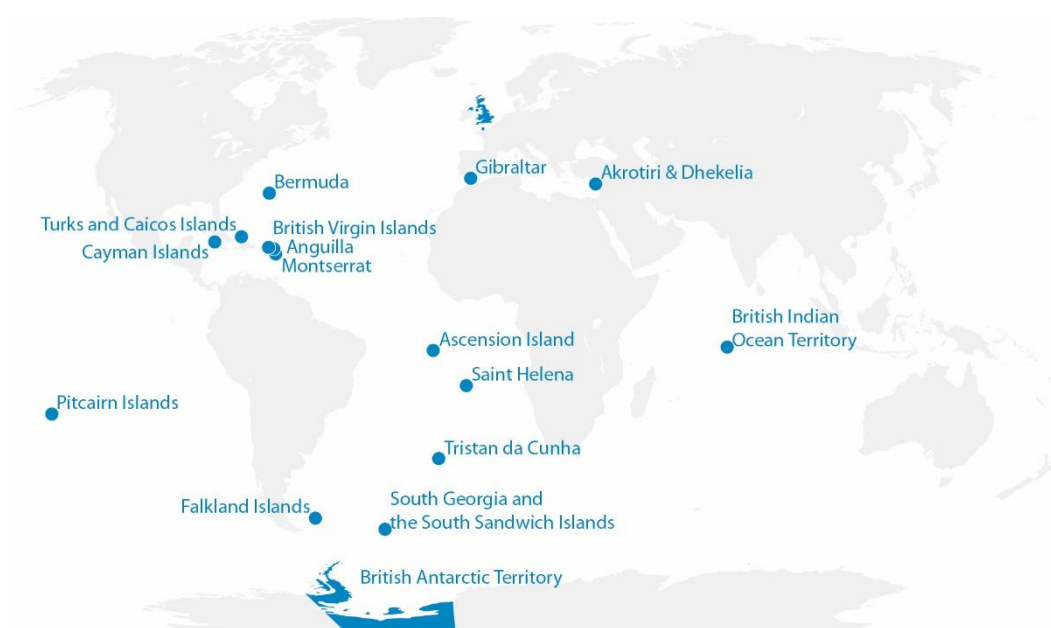 Gibraltar
Akrotiri & Dhekelia
Bermuda
Turks and Caicos Islands
British Virgin Islands
Cayman Islands
Anguilla
Montserrat
British Indian
Ocean Territory
Ascension Island
Saint Helena
Pitcairn Islands
Tristan da Cunha
Falkland Islands
South Georgia and
the South Sandwich Islands
British Antarctic Territory